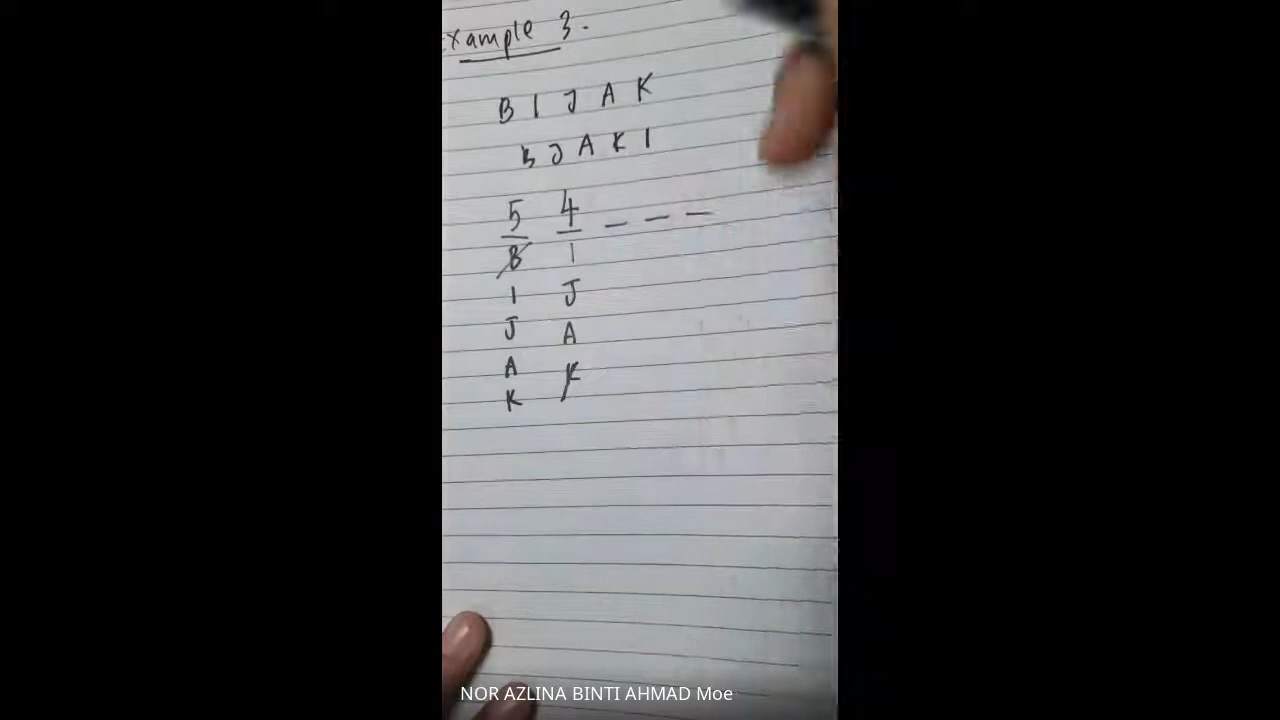 Example 3.
B I J A K
B J A K I
5 4 _ _ _
B I
I J
J A
A K
K
NOR AZLINA BINTI AHMAD Moe